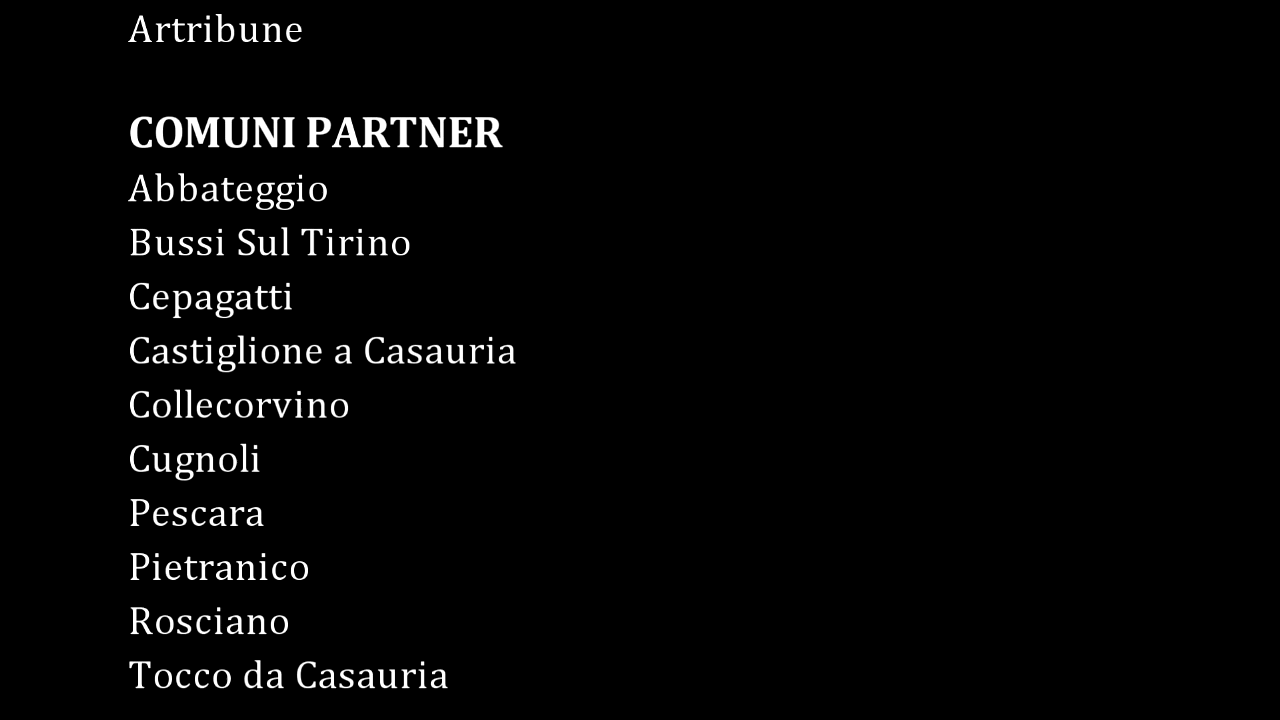 Artribune
COMUNI PARTNER
Abbateggio
Bussi Sul Tirino
Cepagatti
Castiglione a Casauria
Collecorvino
Cugnoli
Pescara
Pietranico
Rosciano
Tocco da Casauria